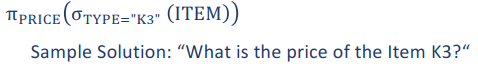 πPRICE(σTYPE="K3" (ITEM))
Sample Solution: “What is the price of the Item K3?“